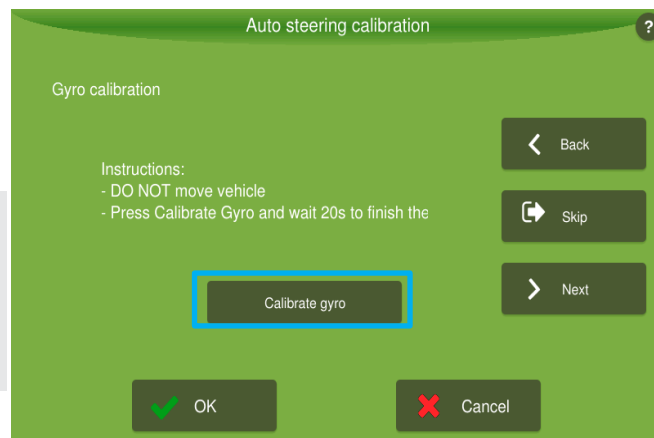 Auto steering calibration
?
Gyro calibration
Back
Instructions:
- DO NOT move vehicle
- Press Calibrate Gyro and wait 20s to finish the
Skip
Calibrate gyro
Next
OK
Cancel